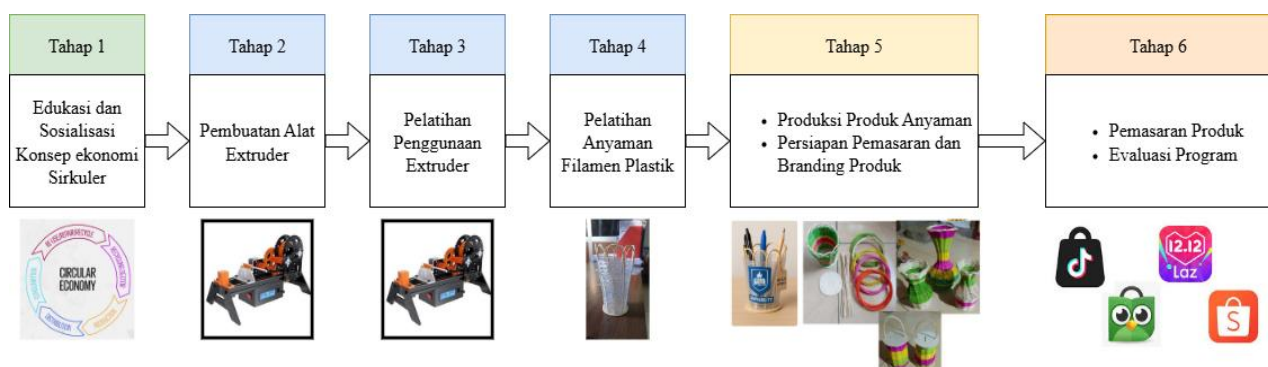 Tahap 1
Edukasi dan
Sosialisasi
Konsep ekonomi
Sirkuler
Tahap 2
Pembuatan Alat
Extruder
Tahap 3
Pelatihan
Penggunaan
Extruder
Tahap 4
Pelatihan
Anyaman
Filamen Plastik
Tahap 5
• Produksi Produk Anyaman
• Persiapan Pemasaran dan
Branding Produk
Tahap 6
• Pemasaran Produk
• Evaluasi Program
CIRCULAR
ECONOMY
PRODUCTION
DISTRIBUTION
12.12
Laz
S